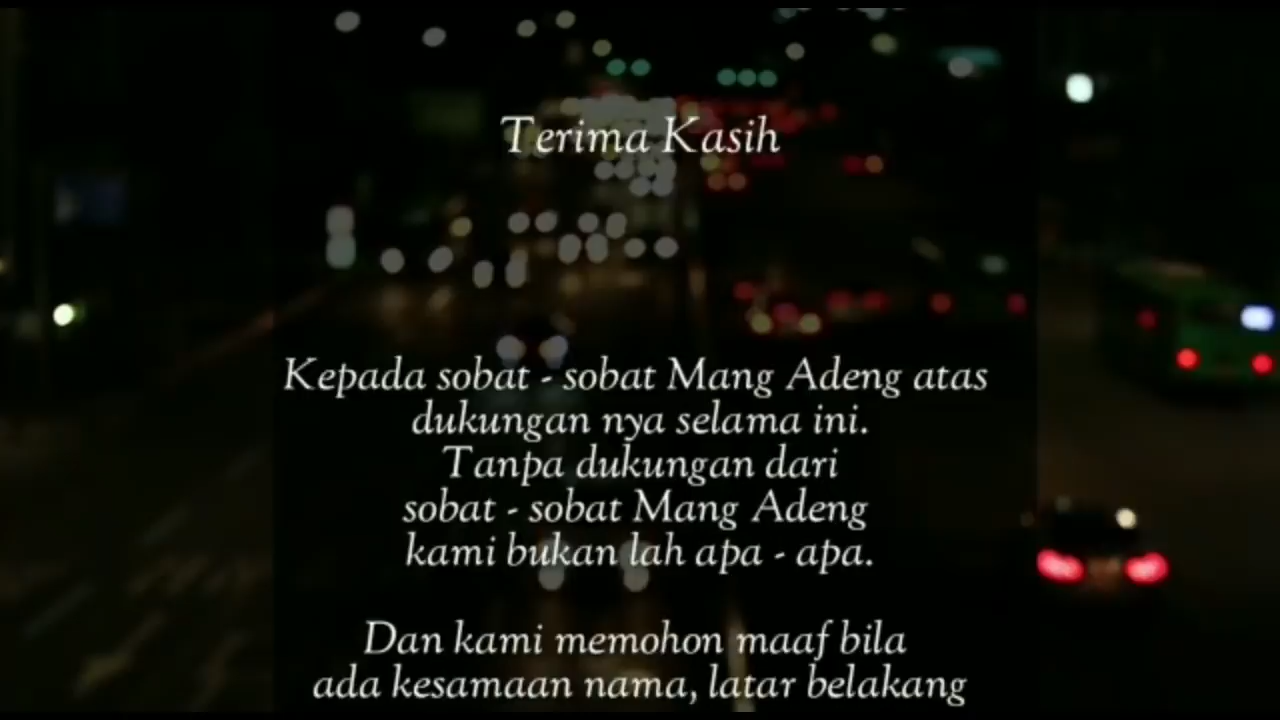 Terima Kasih
Kepada sobat - sobat Mang Adeng atas
dukungan nya selama ini.
Tanpa dukungan dari
sobat - sobat Mang Adeng
kami bukan lah apa - apa.
Dan kami memohon maaf bila
ada kesamaan nama, latar belakang